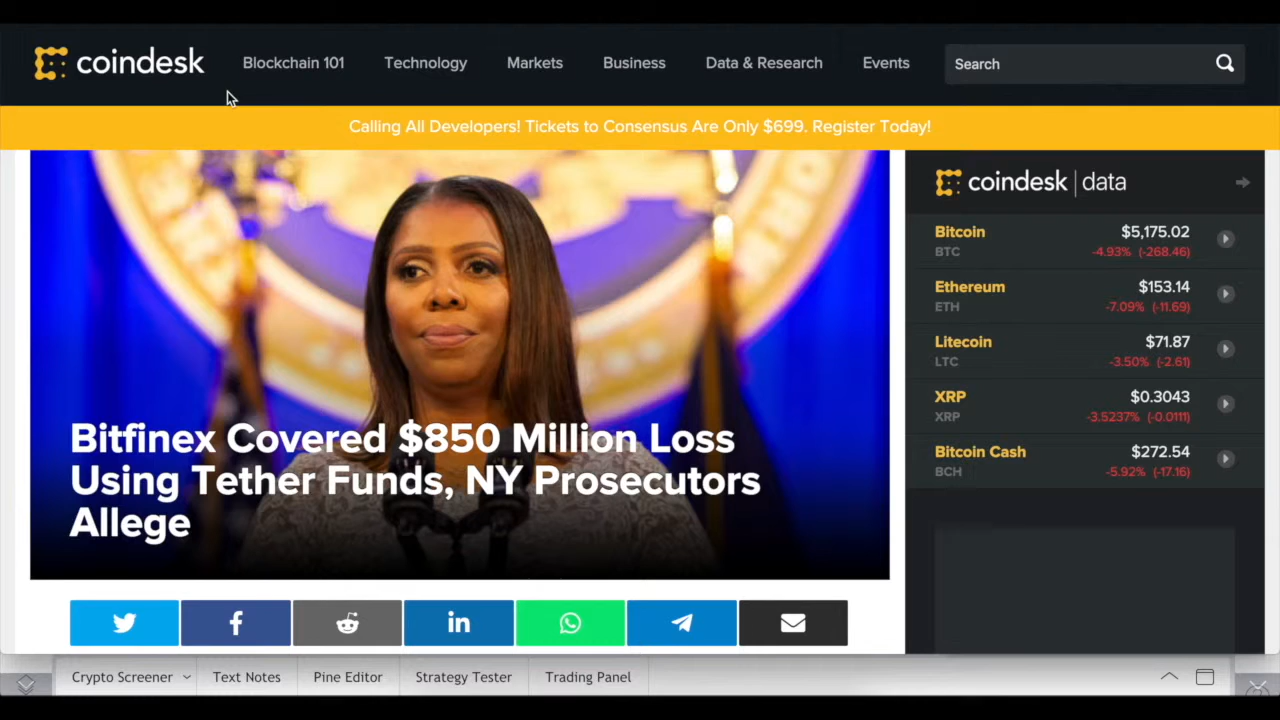 coindesk
Blockchain 101
Technology
Markets
Business
Data & Research
Events
Search
Calling All Developers! Tickets to Consensus Are Only $699. Register Today!
Bitfinex Covered $850 Million Loss
Using Tether Funds, NY Prosecutors
Allege
coindesk | data
Bitcoin $5,175.02
BTC -4.93% (-268.46)
Ethereum $153.14
ETH -7.09% (-11.69)
Litecoin $71.87
LTC -3.50% (-2.61)
XRP $0.3043
XRP -3.5237% (-0.0111)
Bitcoin Cash $272.54
BCH -5.92% (-17.16)
Crypto Screener
Text Notes
Pine Editor
Strategy Tester
Trading Panel